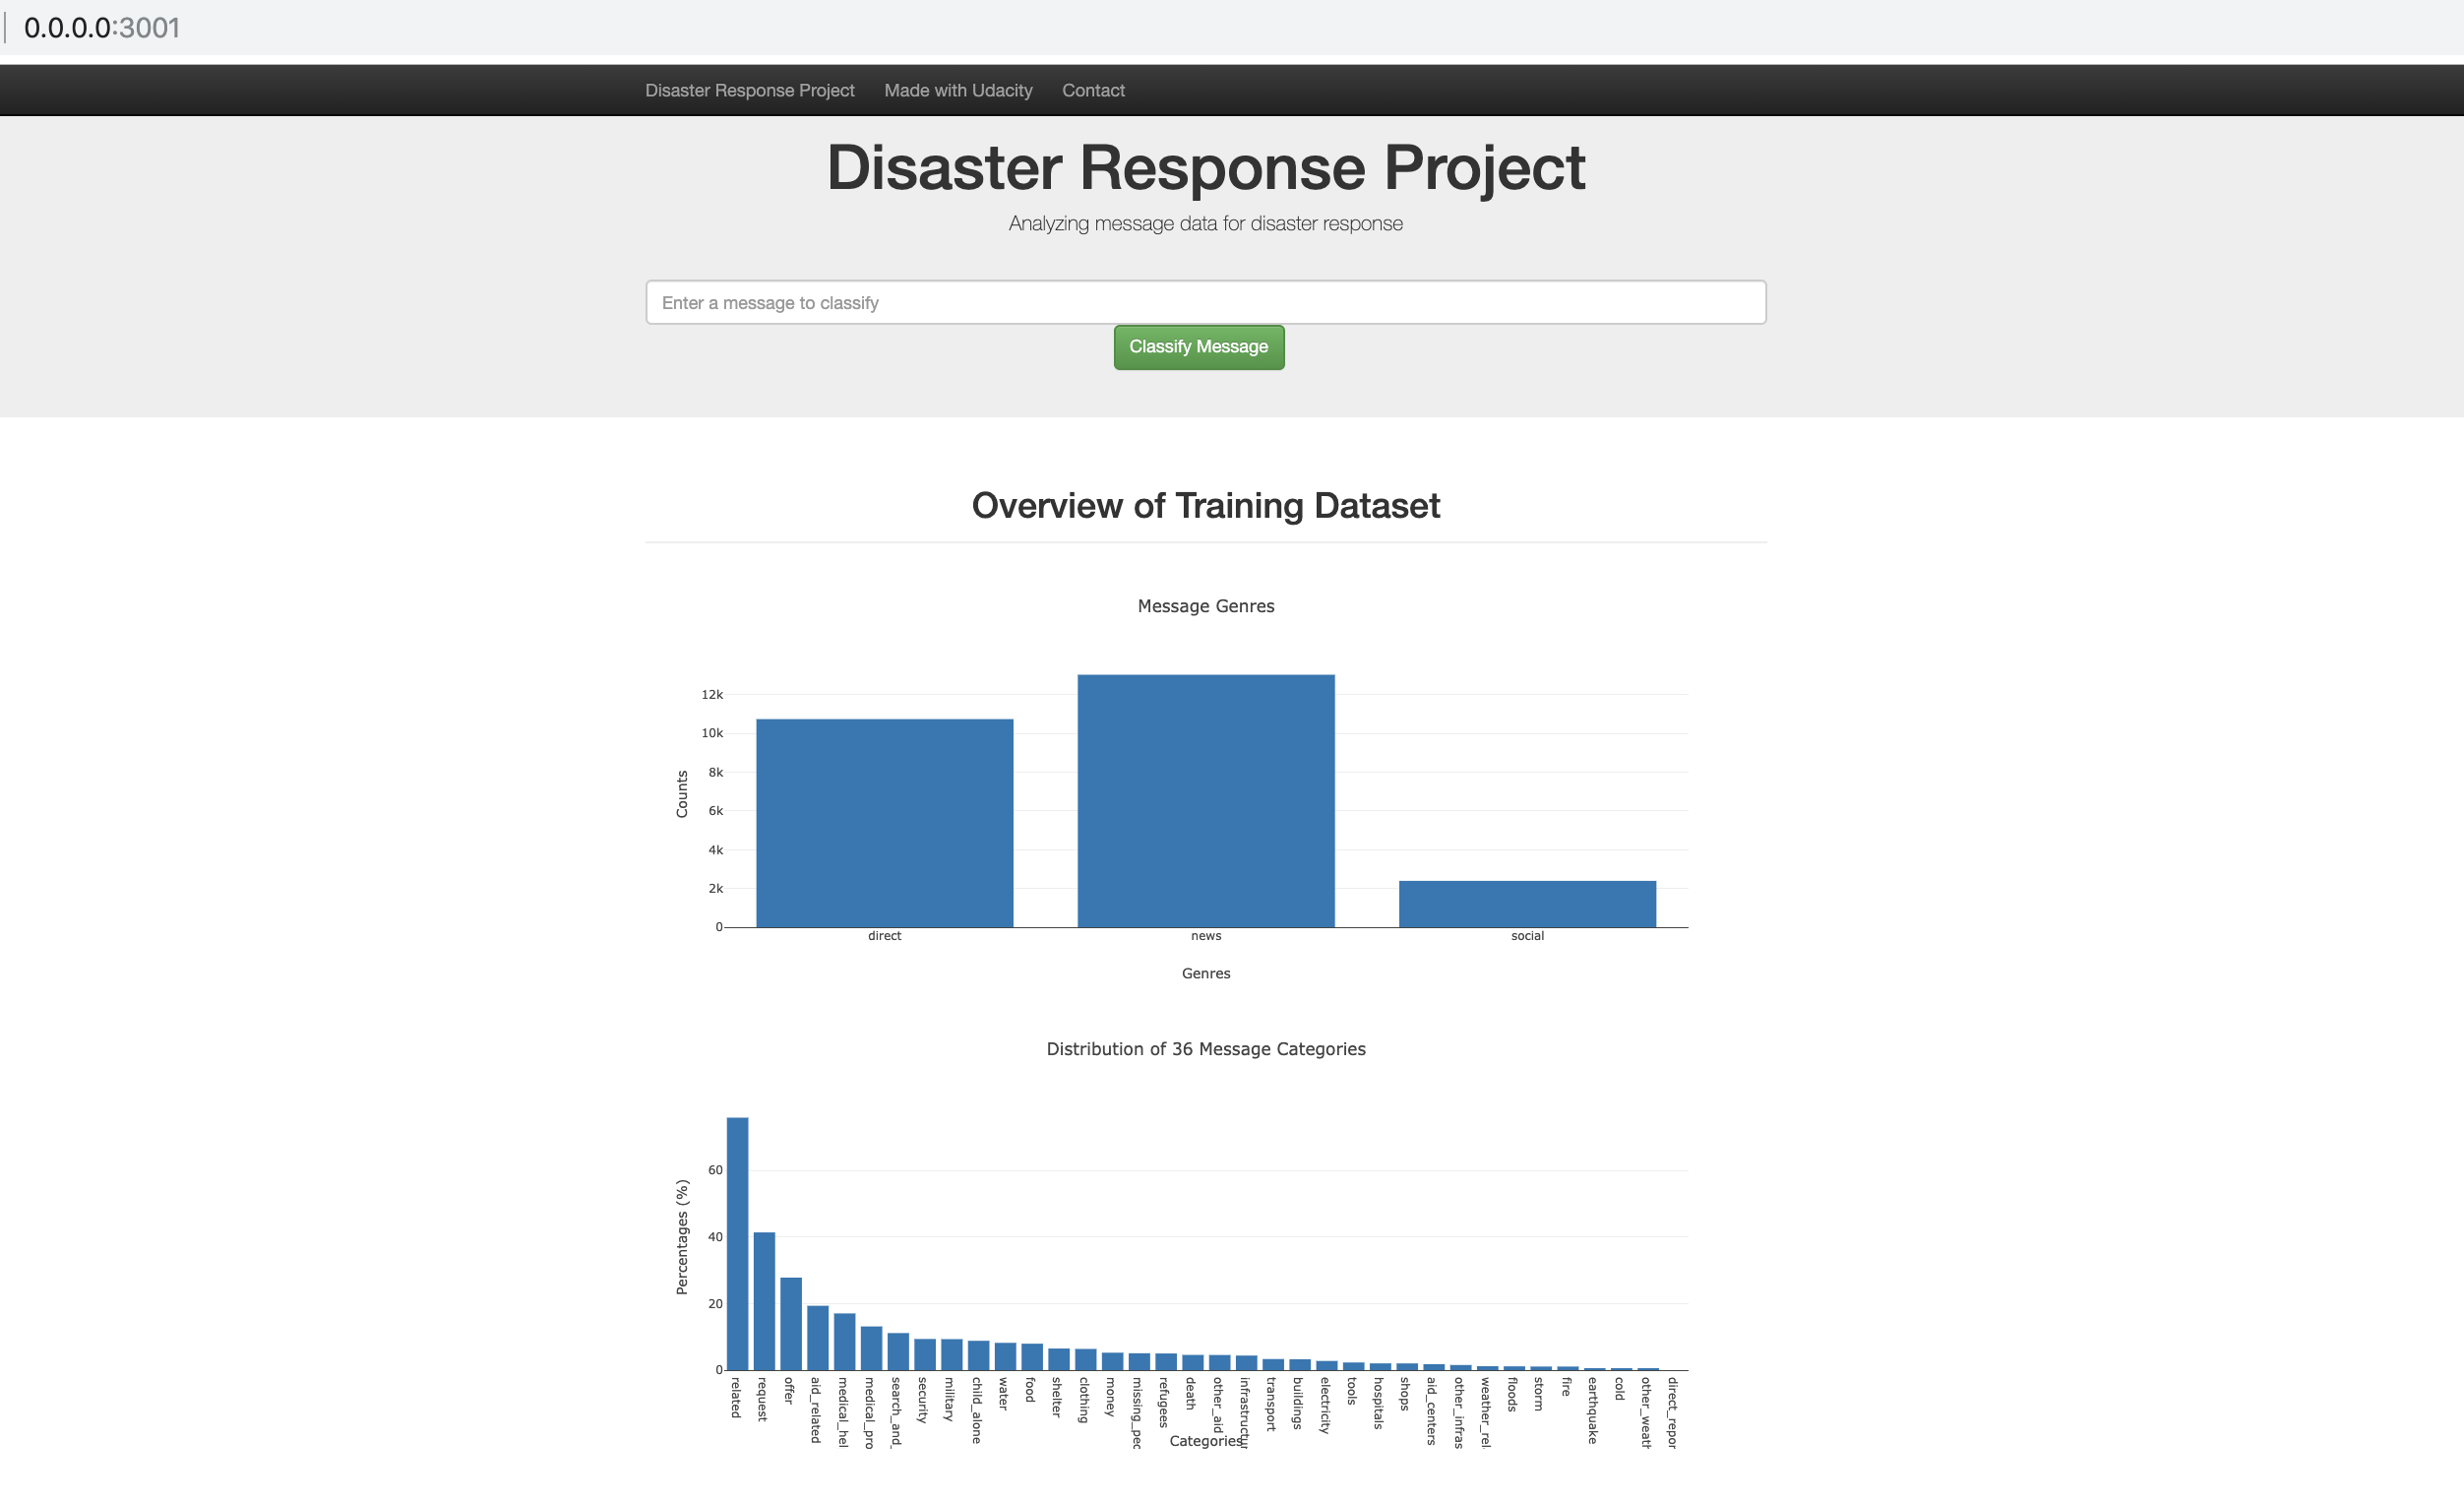 0.0.0.0:3001
Disaster Response Project Made with Udacity Contact
Disaster Response Project
Analyzing message data for disaster response
Enter a message to classify
Classify Message
Overview of Training Dataset
Message Genres
12k
10k
8k
6k
4k
2k
0
Counts
direct news social
Genres
Distribution of 36 Message Categories
60
40
20
0
Percentages (%)
related
request
offer
aid_related
medical_hel
medical_pro
search_and_
security
military
child_alone
water
food
shelter
clothing
money
missing_peo
refugees
death
other_aid
infrastructur
transport
buildings
electricity
tools
hospitals
shops
aid_centers
other_infras
weather_rel
floods
storm
fire
earthquake
cold
other_weath
direct_repor
Categories